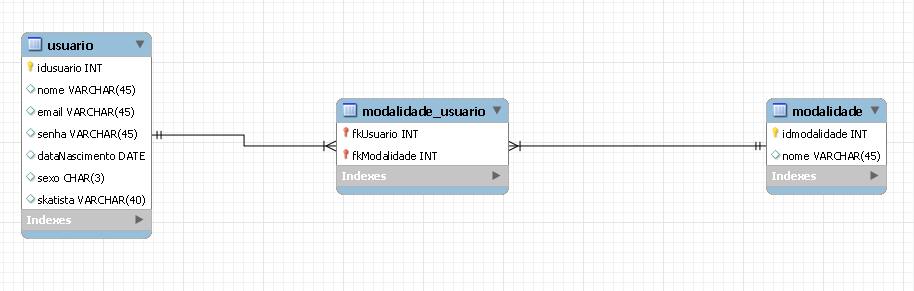 usuario
idusuario INT
nome VARCHAR(45)
email VARCHAR(45)
senha VARCHAR(45)
dataNascimento DATE
sexo CHAR(3)
skatista VARCHAR(40)
Indexes
modalidade_usuario
fkUsuario INT
fkModalidade INT
Indexes
modalidade
idmodalidade INT
nome VARCHAR(45)
Indexes